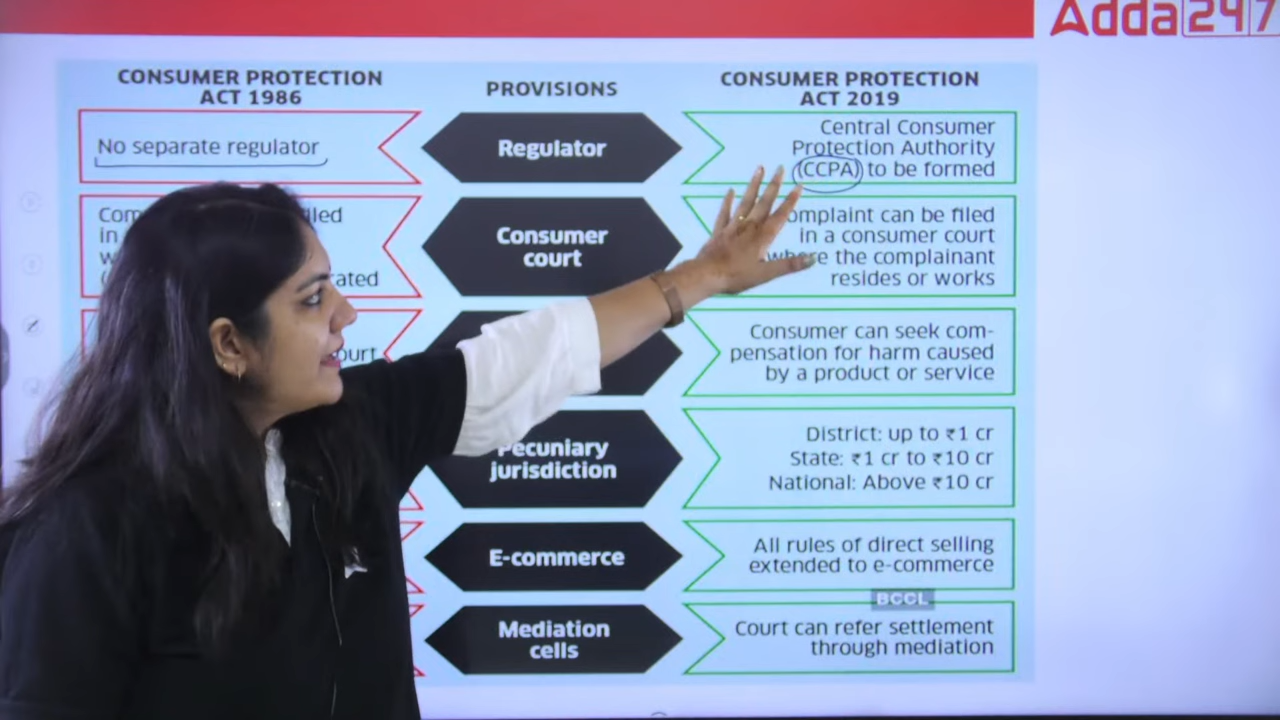 Adda 247
CONSUMER PROTECTION
ACT 1986
PROVISIONS
CONSUMER PROTECTION
ACT 2019
No separate regulator
Regulator
Central Consumer
Protection Authority
(CCPA) to be formed
in
Consumer
court
omplaint can be filed
in a consumer court
where the complainant
resides or works
Consumer can seek com-
pensation for harm caused
by a product or service
Pecuniary
jurisdiction
District: up to ₹1 cr
State: ₹1 cr to ₹10 cr
National: Above ₹10 cr
E-commerce
All rules of direct selling
extended to e-commerce
BCCL
Mediation
cells
Court can refer settlement
through mediation